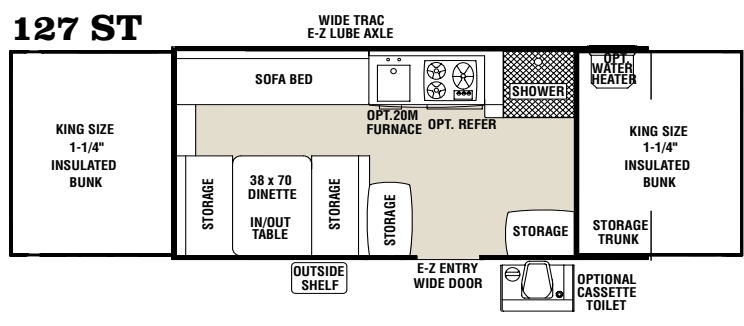 127 ST
WIDE TRAC
E-Z LUBE AXLE
KING SIZE
1-1/4"
INSULATED
BUNK
SOFA BED
OPT.20M
FURNACE
OPT. REFER
SHOWER
OPT.
WATER
HEATER
KING SIZE
1-1/4"
INSULATED
BUNK
STORAGE
38 x 70
DINETTE
IN/OUT
TABLE
STORAGE
STORAGE
STORAGE
STORAGE
TRUNK
OUTSIDE
SHELF
E-Z ENTRY
WIDE DOOR
OPTIONAL
CASSETTE
TOILET